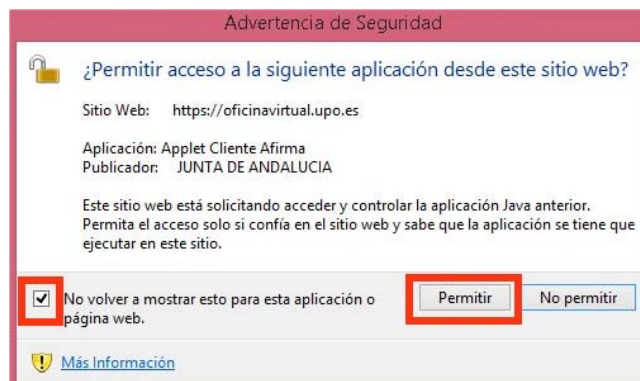 Advertencia de Seguridad
¿Permitir acceso a la siguiente aplicación desde este sitio web?
Sitio Web: https://oficinavirtual.upo.es
Aplicación: Applet Cliente Afirma
Publicador: JUNTA DE ANDALUCIA
Este sitio web está solicitando acceder y controlar la aplicación Java anterior.
Permita el acceso solo si confía en el sitio web y sabe que la aplicación se tiene que
ejecutar en este sitio.
No volver a mostrar esto para esta aplicación o
página web.
Permitir
No permitir
Más Información